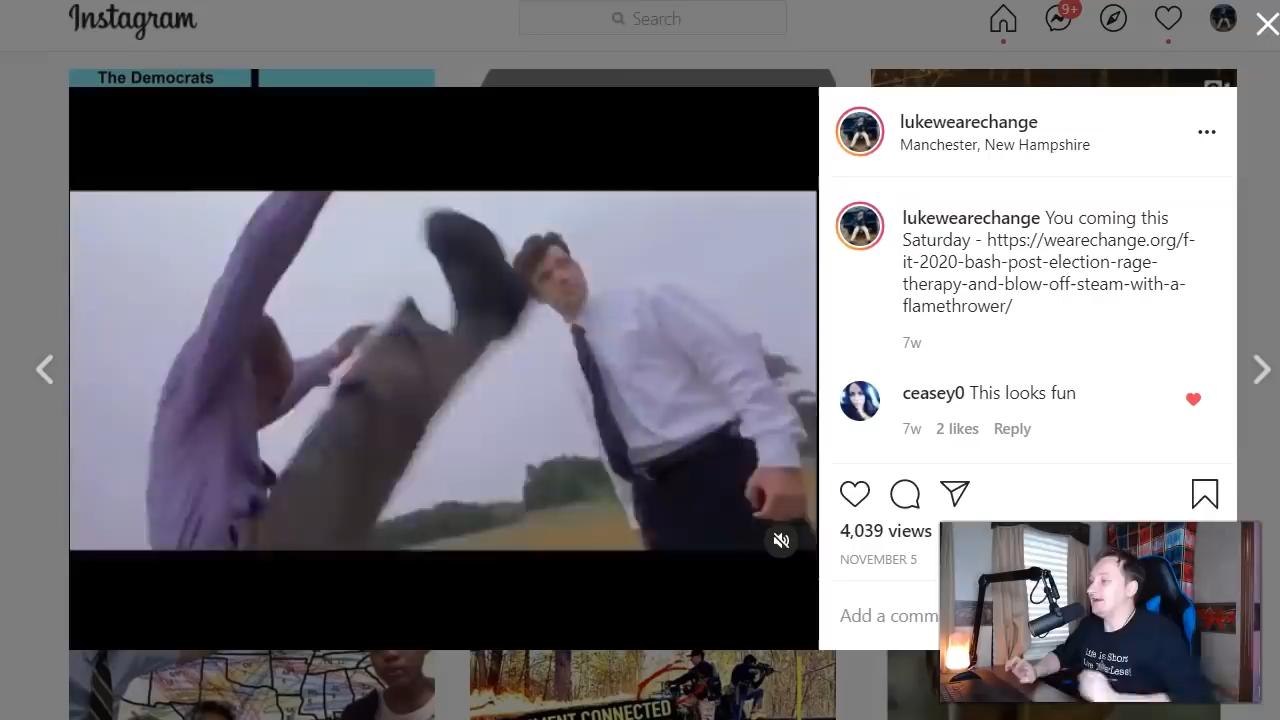 Instagram
Search
9+
The Democrats
lukewearechange
Manchester, New Hampshire
lukewearechange You coming this
Saturday - https://wearechange.org/f-
it-2020-bash-post-election-rage-
therapy-and-blow-off-steam-with-a-
flamethrower/
7w
ceasey0 This looks fun
7w 2 likes Reply
4,039 views
NOVEMBER 5
Add a comm
Life is Short
CONNECTED